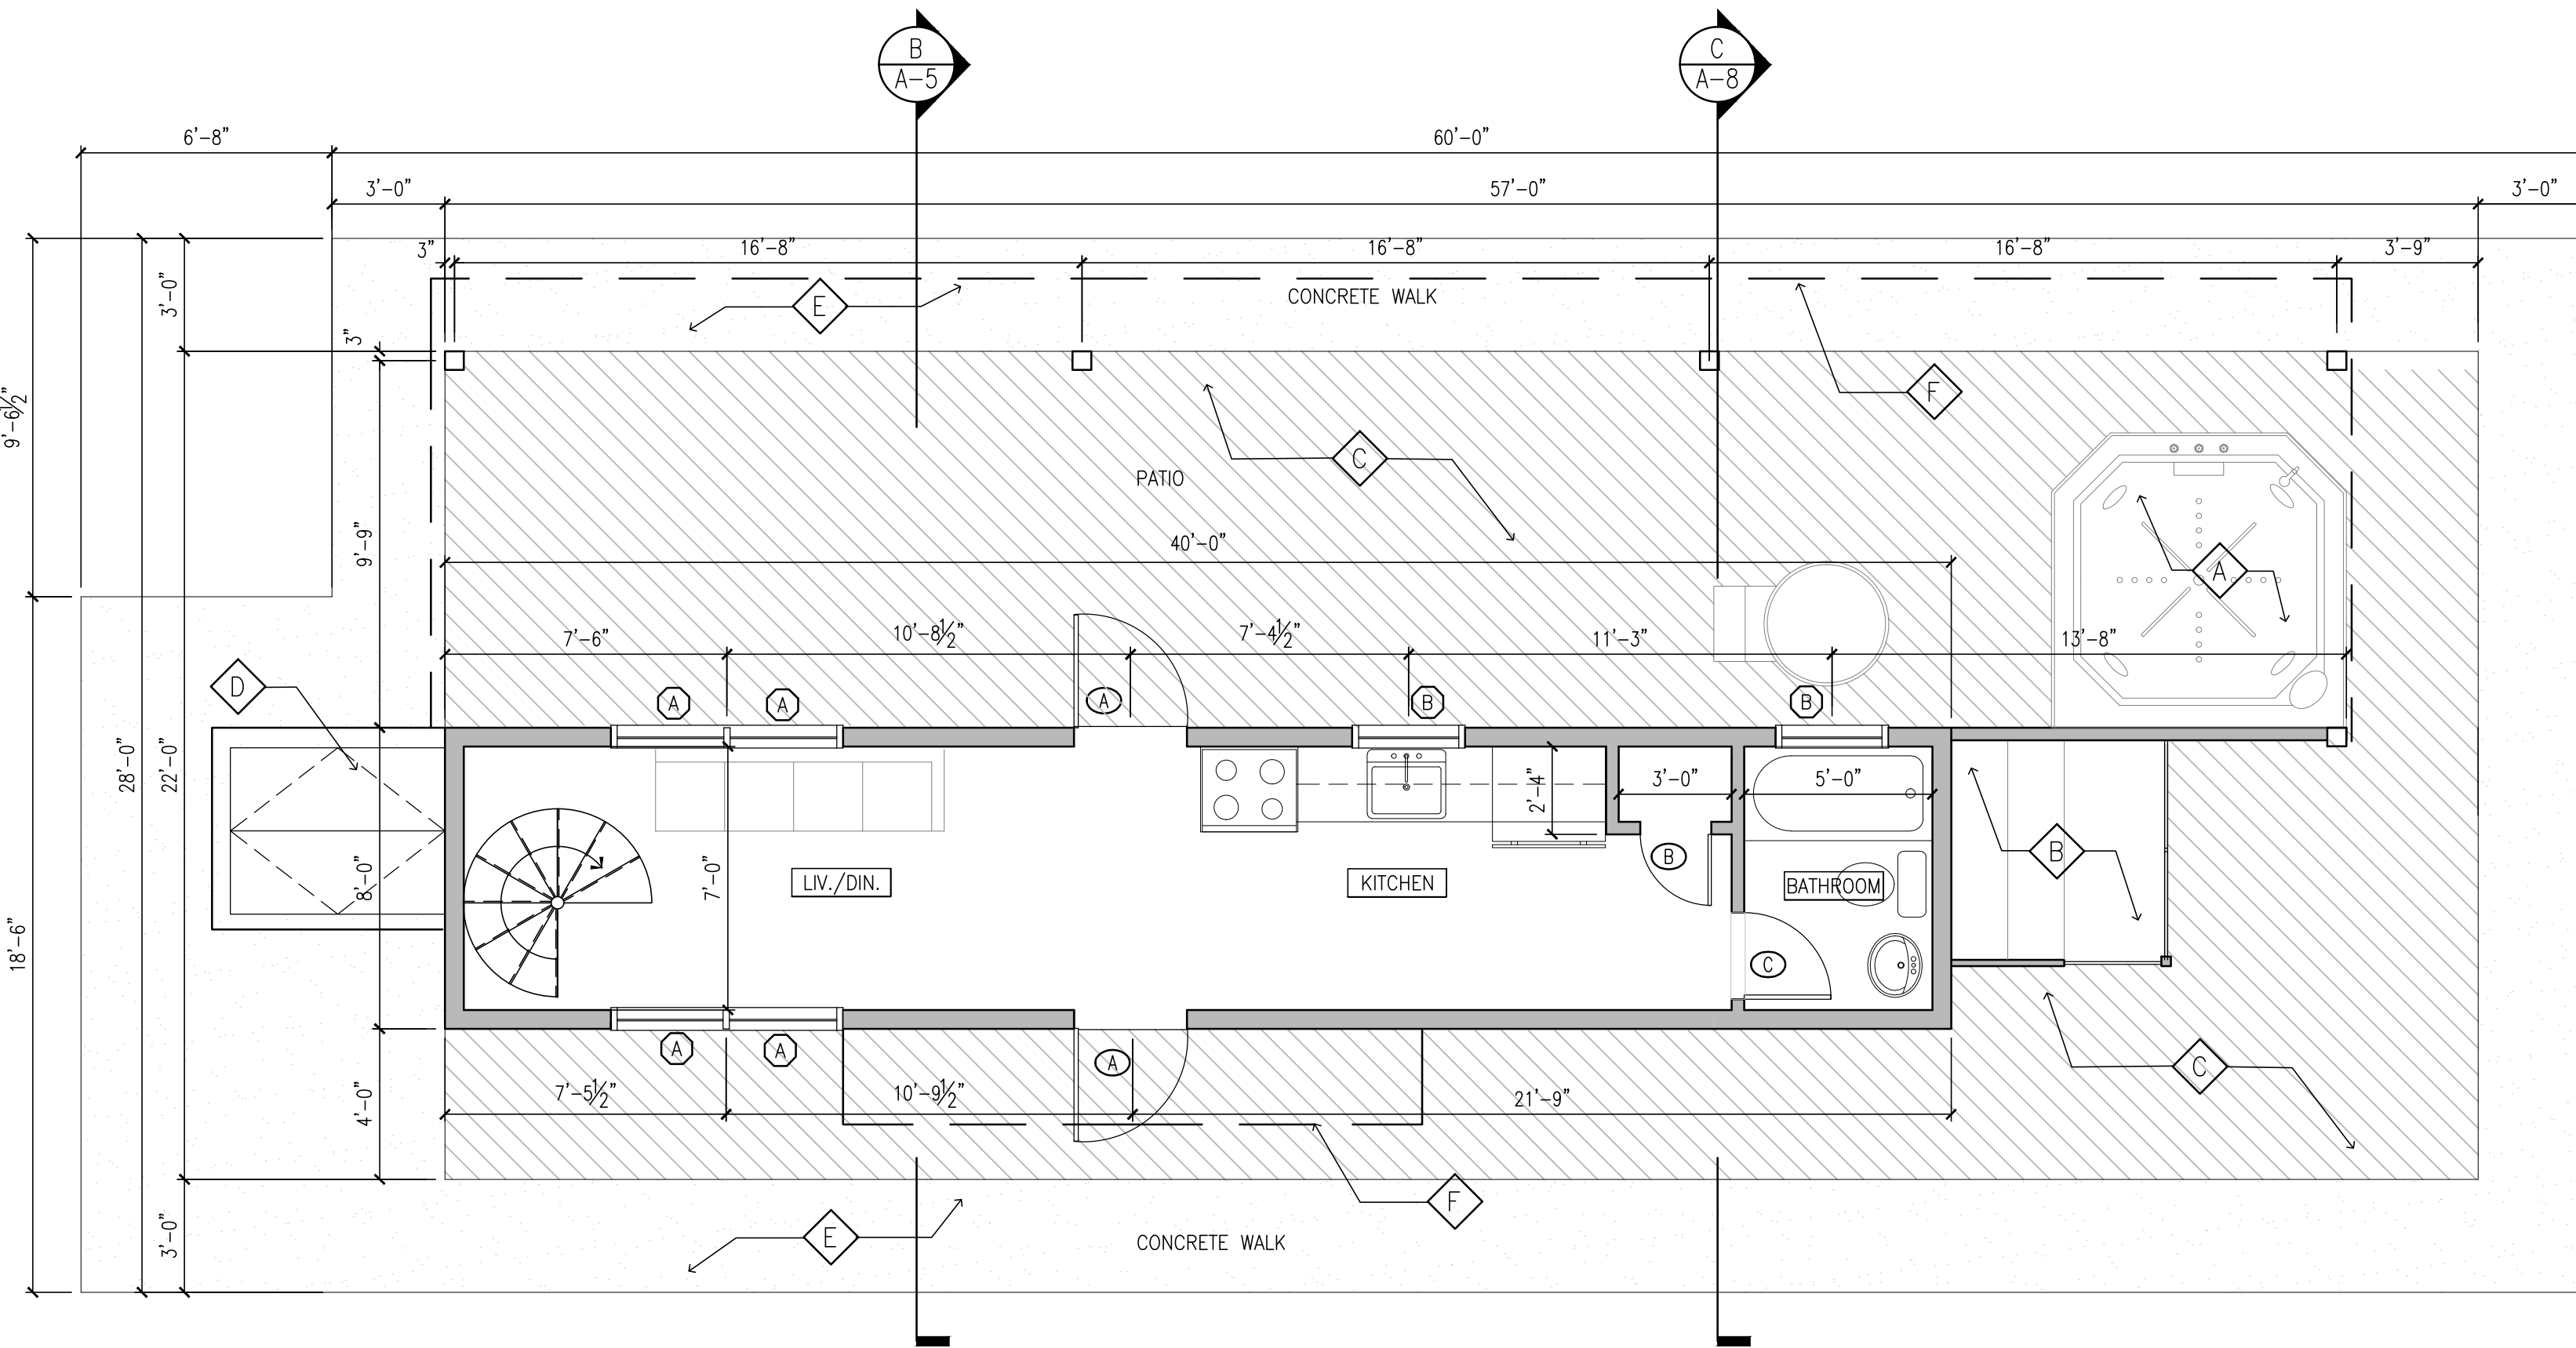 B
A-5
C
A-8
6'-8"
60'-0"
3'-0"
57'-0"
3'-0"
3"
16'-8"
16'-8"
16'-8"
3'-9"
3'-0"
E
CONCRETE WALK
3"
F
9'-6½"
C
PATIO
9'-9"
40'-0"
A
7'-6"
10'-8½"
7'-4½"
11'-3"
13'-8"
D
A
A
A
B
B
28'-0"
22'-0"
2'-4"
3'-0"
5'-0"
B
B
8'-0"
7'-0"
LIV./DIN.
KITCHEN
BATHROOM
18'-6"
C
A
A
A
C
4'-0"
7'-5½"
10'-9½"
21'-9"
F
3'-0"
E
CONCRETE WALK